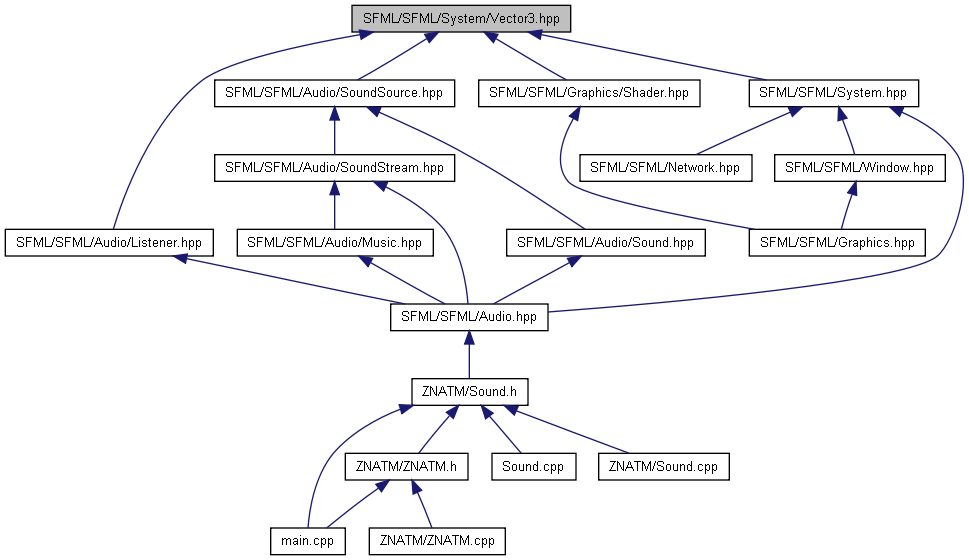 SFML/SFML/System/Vector3.hpp
SFML/SFML/Audio/SoundSource.hpp
SFML/SFML/Graphics/Shader.hpp
SFML/SFML/System.hpp
SFML/SFML/Audio/SoundStream.hpp
SFML/SFML/Network.hpp
SFML/SFML/Window.hpp
SFML/SFML/Audio/Listener.hpp
SFML/SFML/Audio/Music.hpp
SFML/SFML/Audio/Sound.hpp
SFML/SFML/Graphics.hpp
SFML/SFML/Audio.hpp
ZNATM/Sound.h
ZNATM/ZNATM.h
Sound.cpp
ZNATM/Sound.cpp
main.cpp
ZNATM/ZNATM.cpp